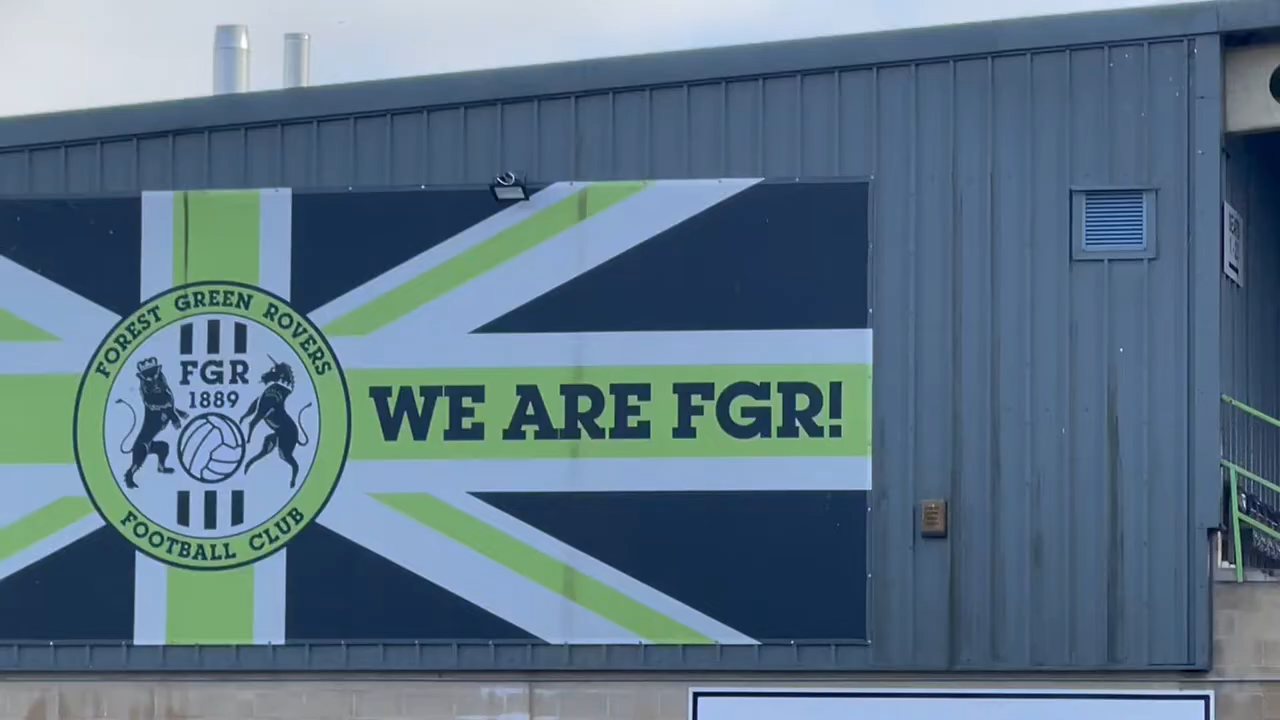 FOREST GREEN ROVERS
FGR
1889
FOOTBALL CLUB
WE ARE FGR!